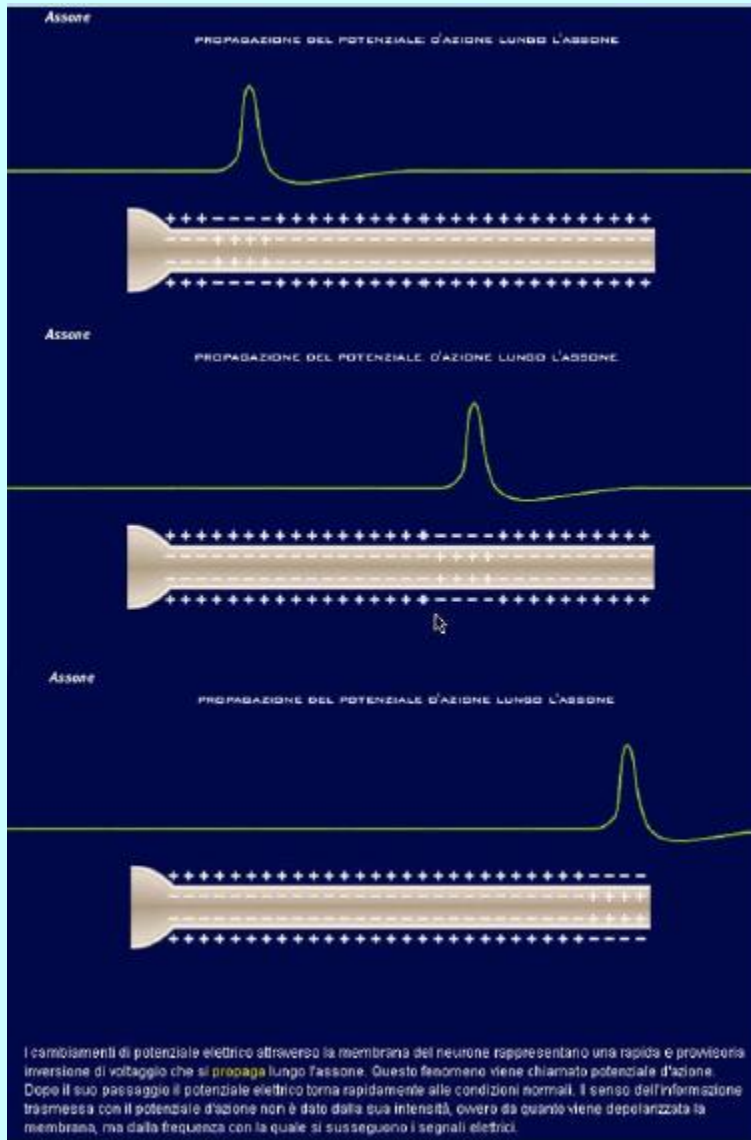 Assone
PROPAGAZIONE DEL POTENZIALE D'AZIONE LUNGO L'ASSONE
Assone
PROPAGAZIONE DEL POTENZIALE D'AZIONE LUNGO L'ASSONE
Assone
PROPAGAZIONE DEL POTENZIALE D'AZIONE LUNGO L'ASSONE
I cambiamenti di potenziale elettrico attraverso la membrana del neurone rappresentano una rapida e provvisoria
inversione di voltaggio che si propaga lungo l'assone. Questo fenomeno viene chiamato potenziale d'azione.
Dopo il suo passaggio il potenziale elettrico torna rapidamente alle condizioni normali. Il senso dell'informazione
trasmessa con il potenziale d'azione non è dato dalla sua intensità, ovvero da quanto viene depolarizzata la
membrana, ma dalla frequenza con la quale si susseguono i segnali elettrici.